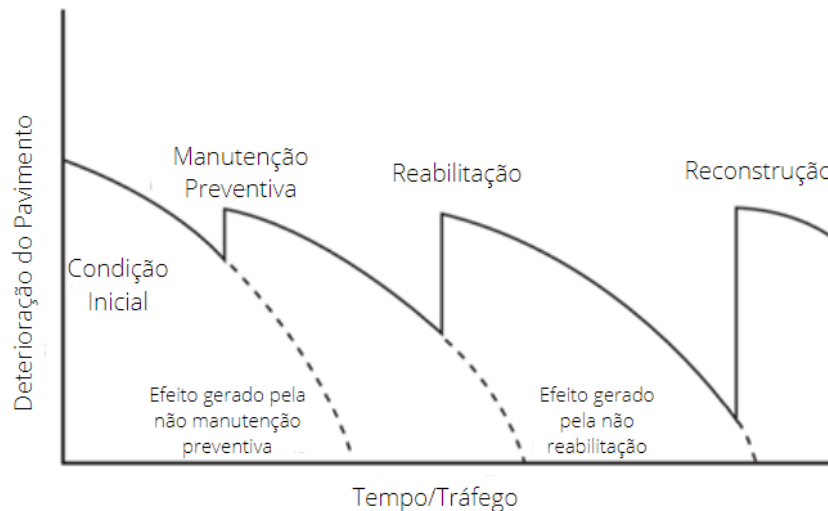 Deterioração do Pavimento
Manutenção
Preventiva
Reabilitação
Reconstrução
Condição
Inicial
Efeito gerado pela
não manutenção
preventiva
Efeito gerado
pela não
reabilitação
Tempo/Tráfego